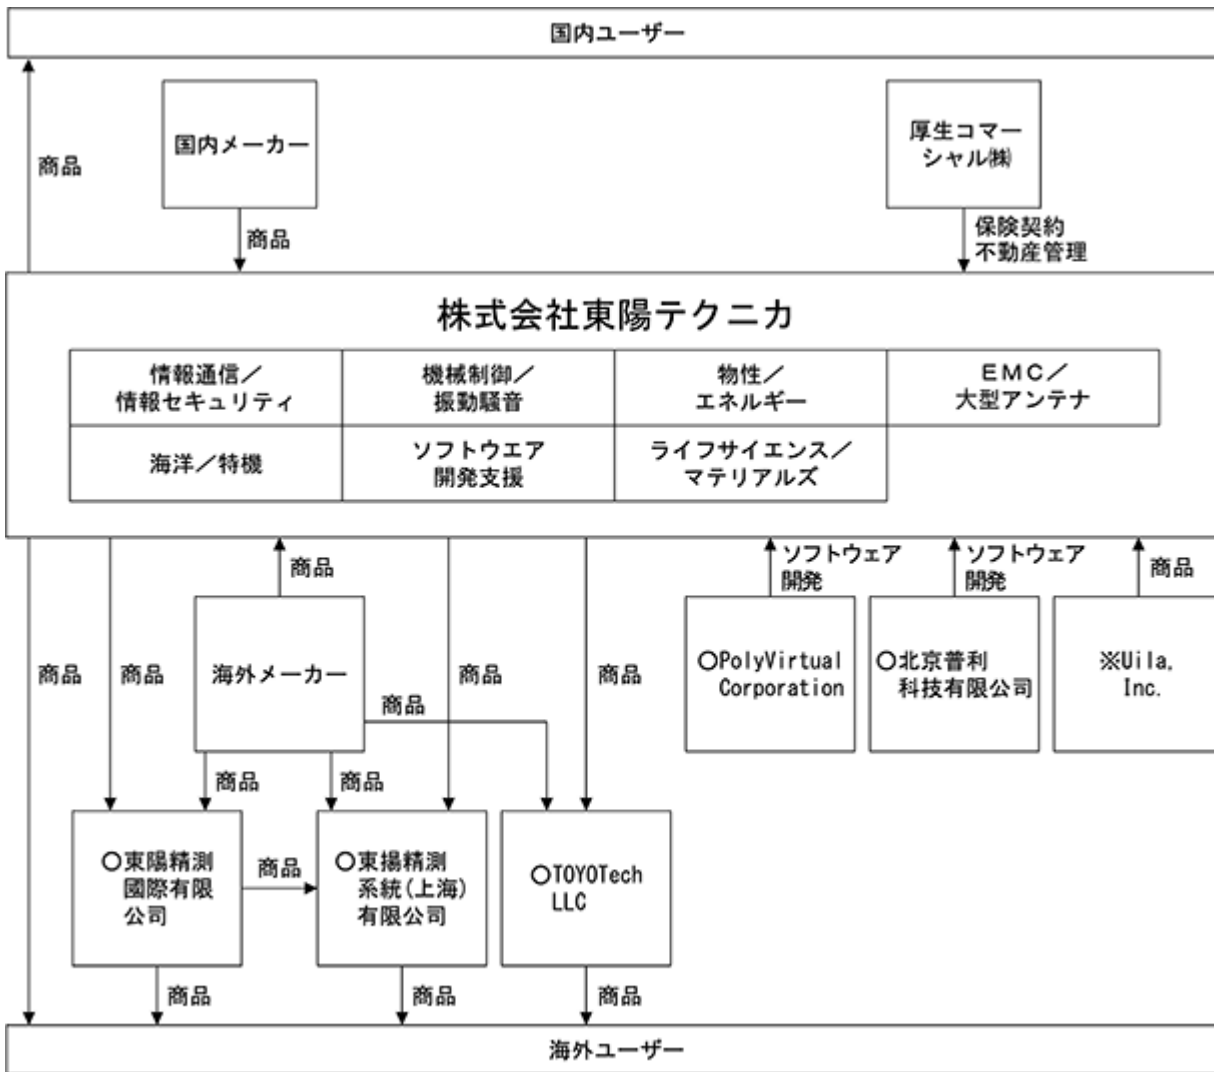 国内ユーザー
国内メーカー
厚生コマー
シャル㈱
商品
商品
保険契約
不動産管理
株式会社東陽テクニカ
情報通信／
情報セキュリティ
機械制御／
振動騒音
物性／
エネルギー
ＥＭＣ／
大型アンテナ
海洋／特機
ソフトウエア
開発支援
ライフサイエンス／
マテリアルズ
商品
ソフトウェア
開発
ソフトウェア
開発
商品
商品
商品
海外メーカー
商品
商品
商品
○PolyVirtual
Corporation
○北京普利
科技有限公司
※Uila,
Inc.
商品
商品
○東陽精測
國際有限
公司
商品
○東揚精測
系統(上海)
有限公司
○TOYOTech
LLC
商品
商品
商品
海外ユーザー